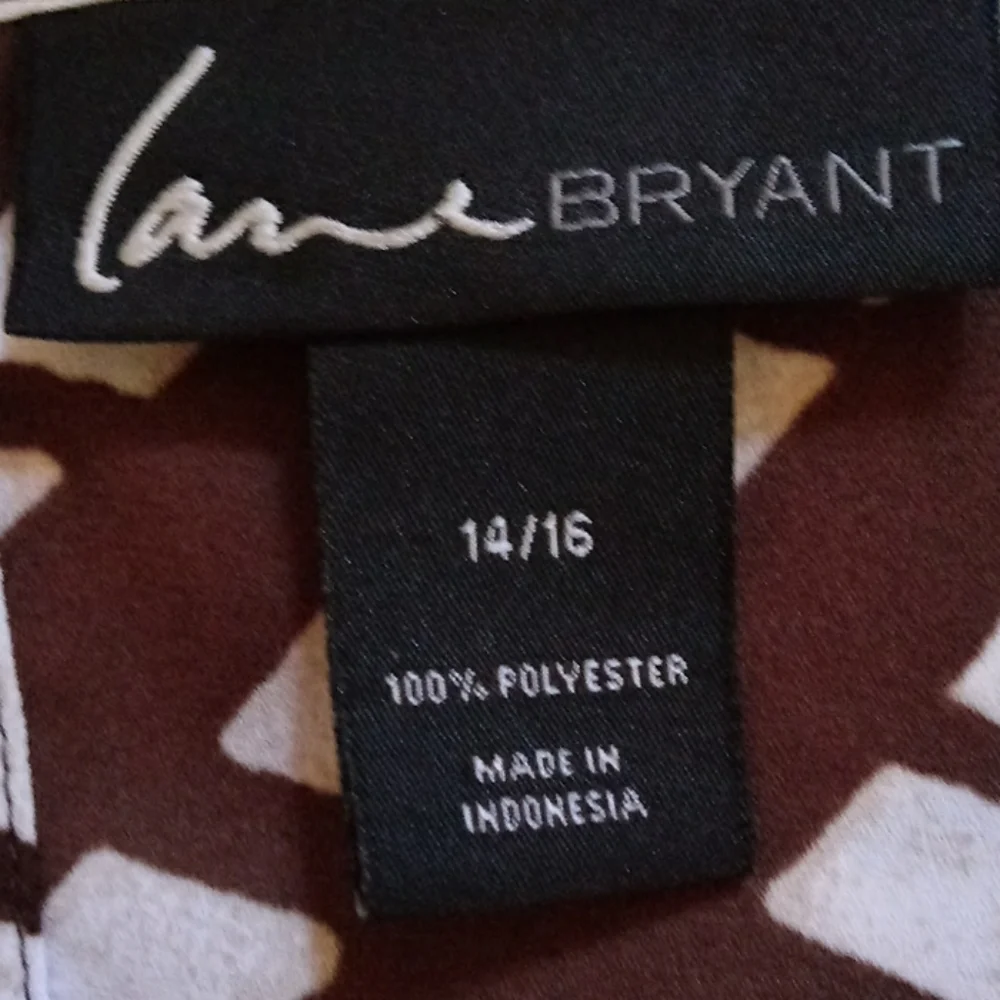 lane BRYANT
14/16
100% POLYESTER
MADE IN
INDONESIA